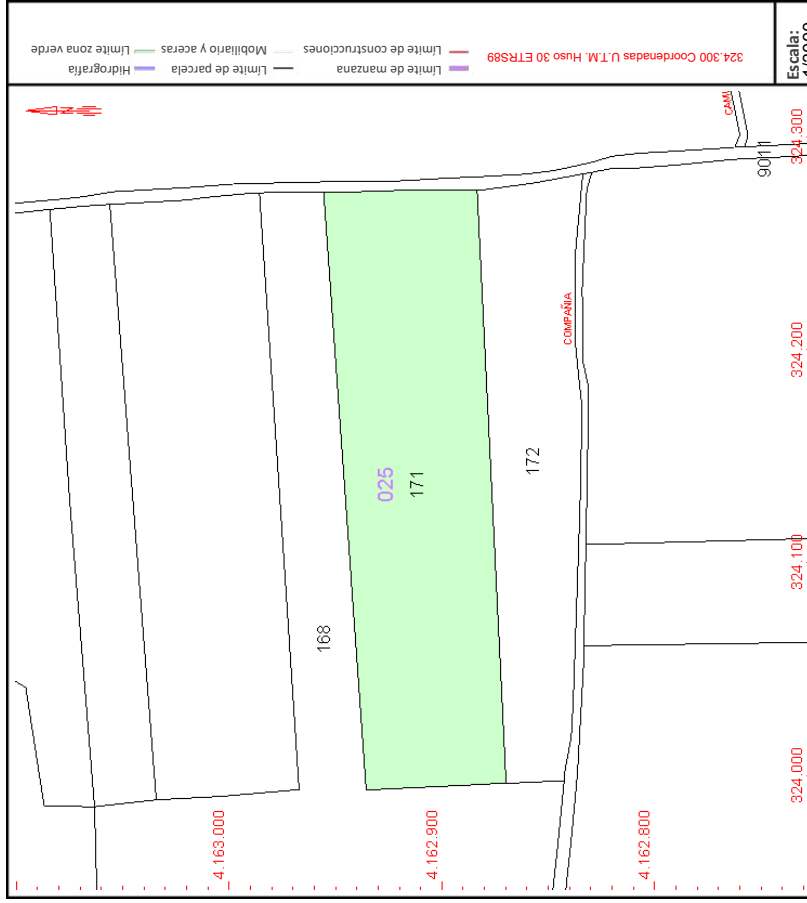 Límite de manzana
Límite de construcciones
Límite de parcela
Mobiliario y aceras
Hidrografía
Límite zona verde
324.300 Coordenadas U.T.M. Huso 30 ETRS89
Escala:
N
CAMI
9011
324.300
COMPAÑIA
324.200
025
171
172
324.100
168
324.000
4.163.000
4.162.900
4.162.800